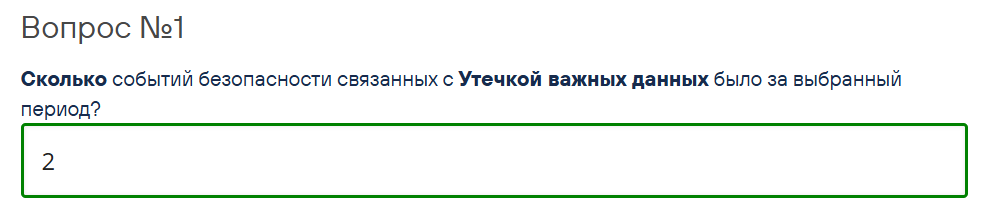 Вопрос №1
Сколько событий безопасности связанных с Утечкой важных данных было за выбранный
период?
2